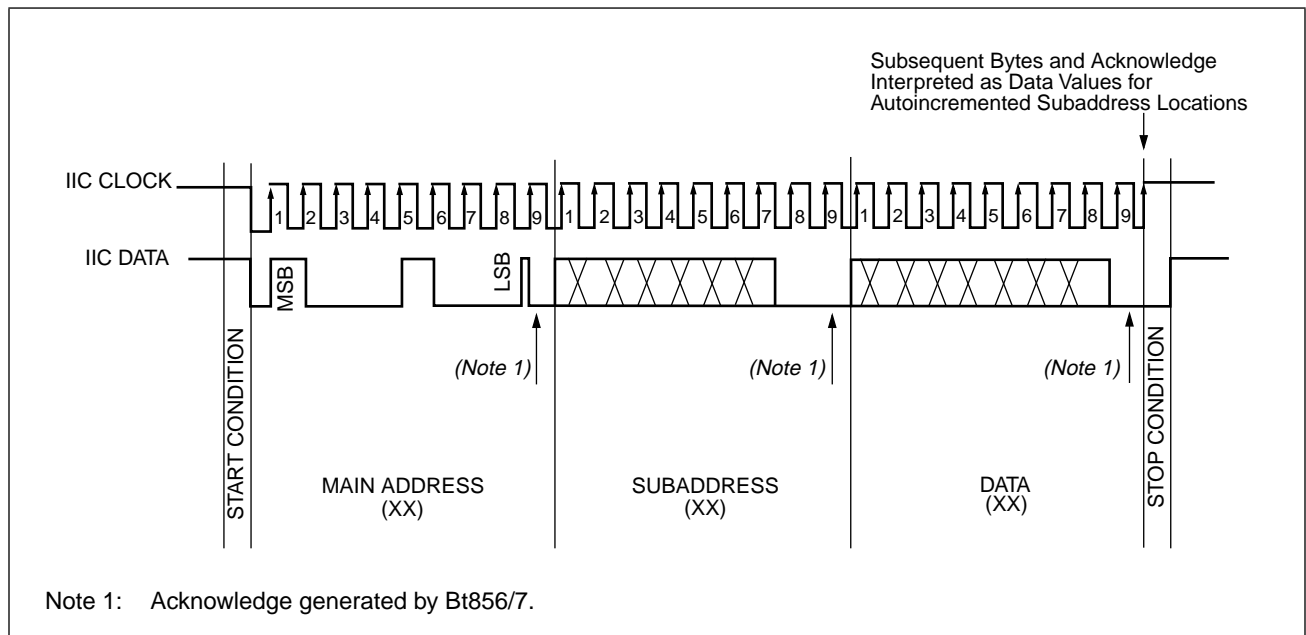 Subsequent Bytes and Acknowledge
Interpreted as Data Values for
Autoincremented Subaddress Locations
IIC CLOCK
1 2 3 4 5 6 7 8 9 1 2 3 4 5 6 7 8 9 1 2 3 4 5 6 7 8 9
IIC DATA
MSB
LSB
(Note 1)
(Note 1)
(Note 1)
START CONDITION
MAIN ADDRESS
(XX)
SUBADDRESS
(XX)
DATA
(XX)
STOP CONDITION
Note 1: Acknowledge generated by Bt856/7.